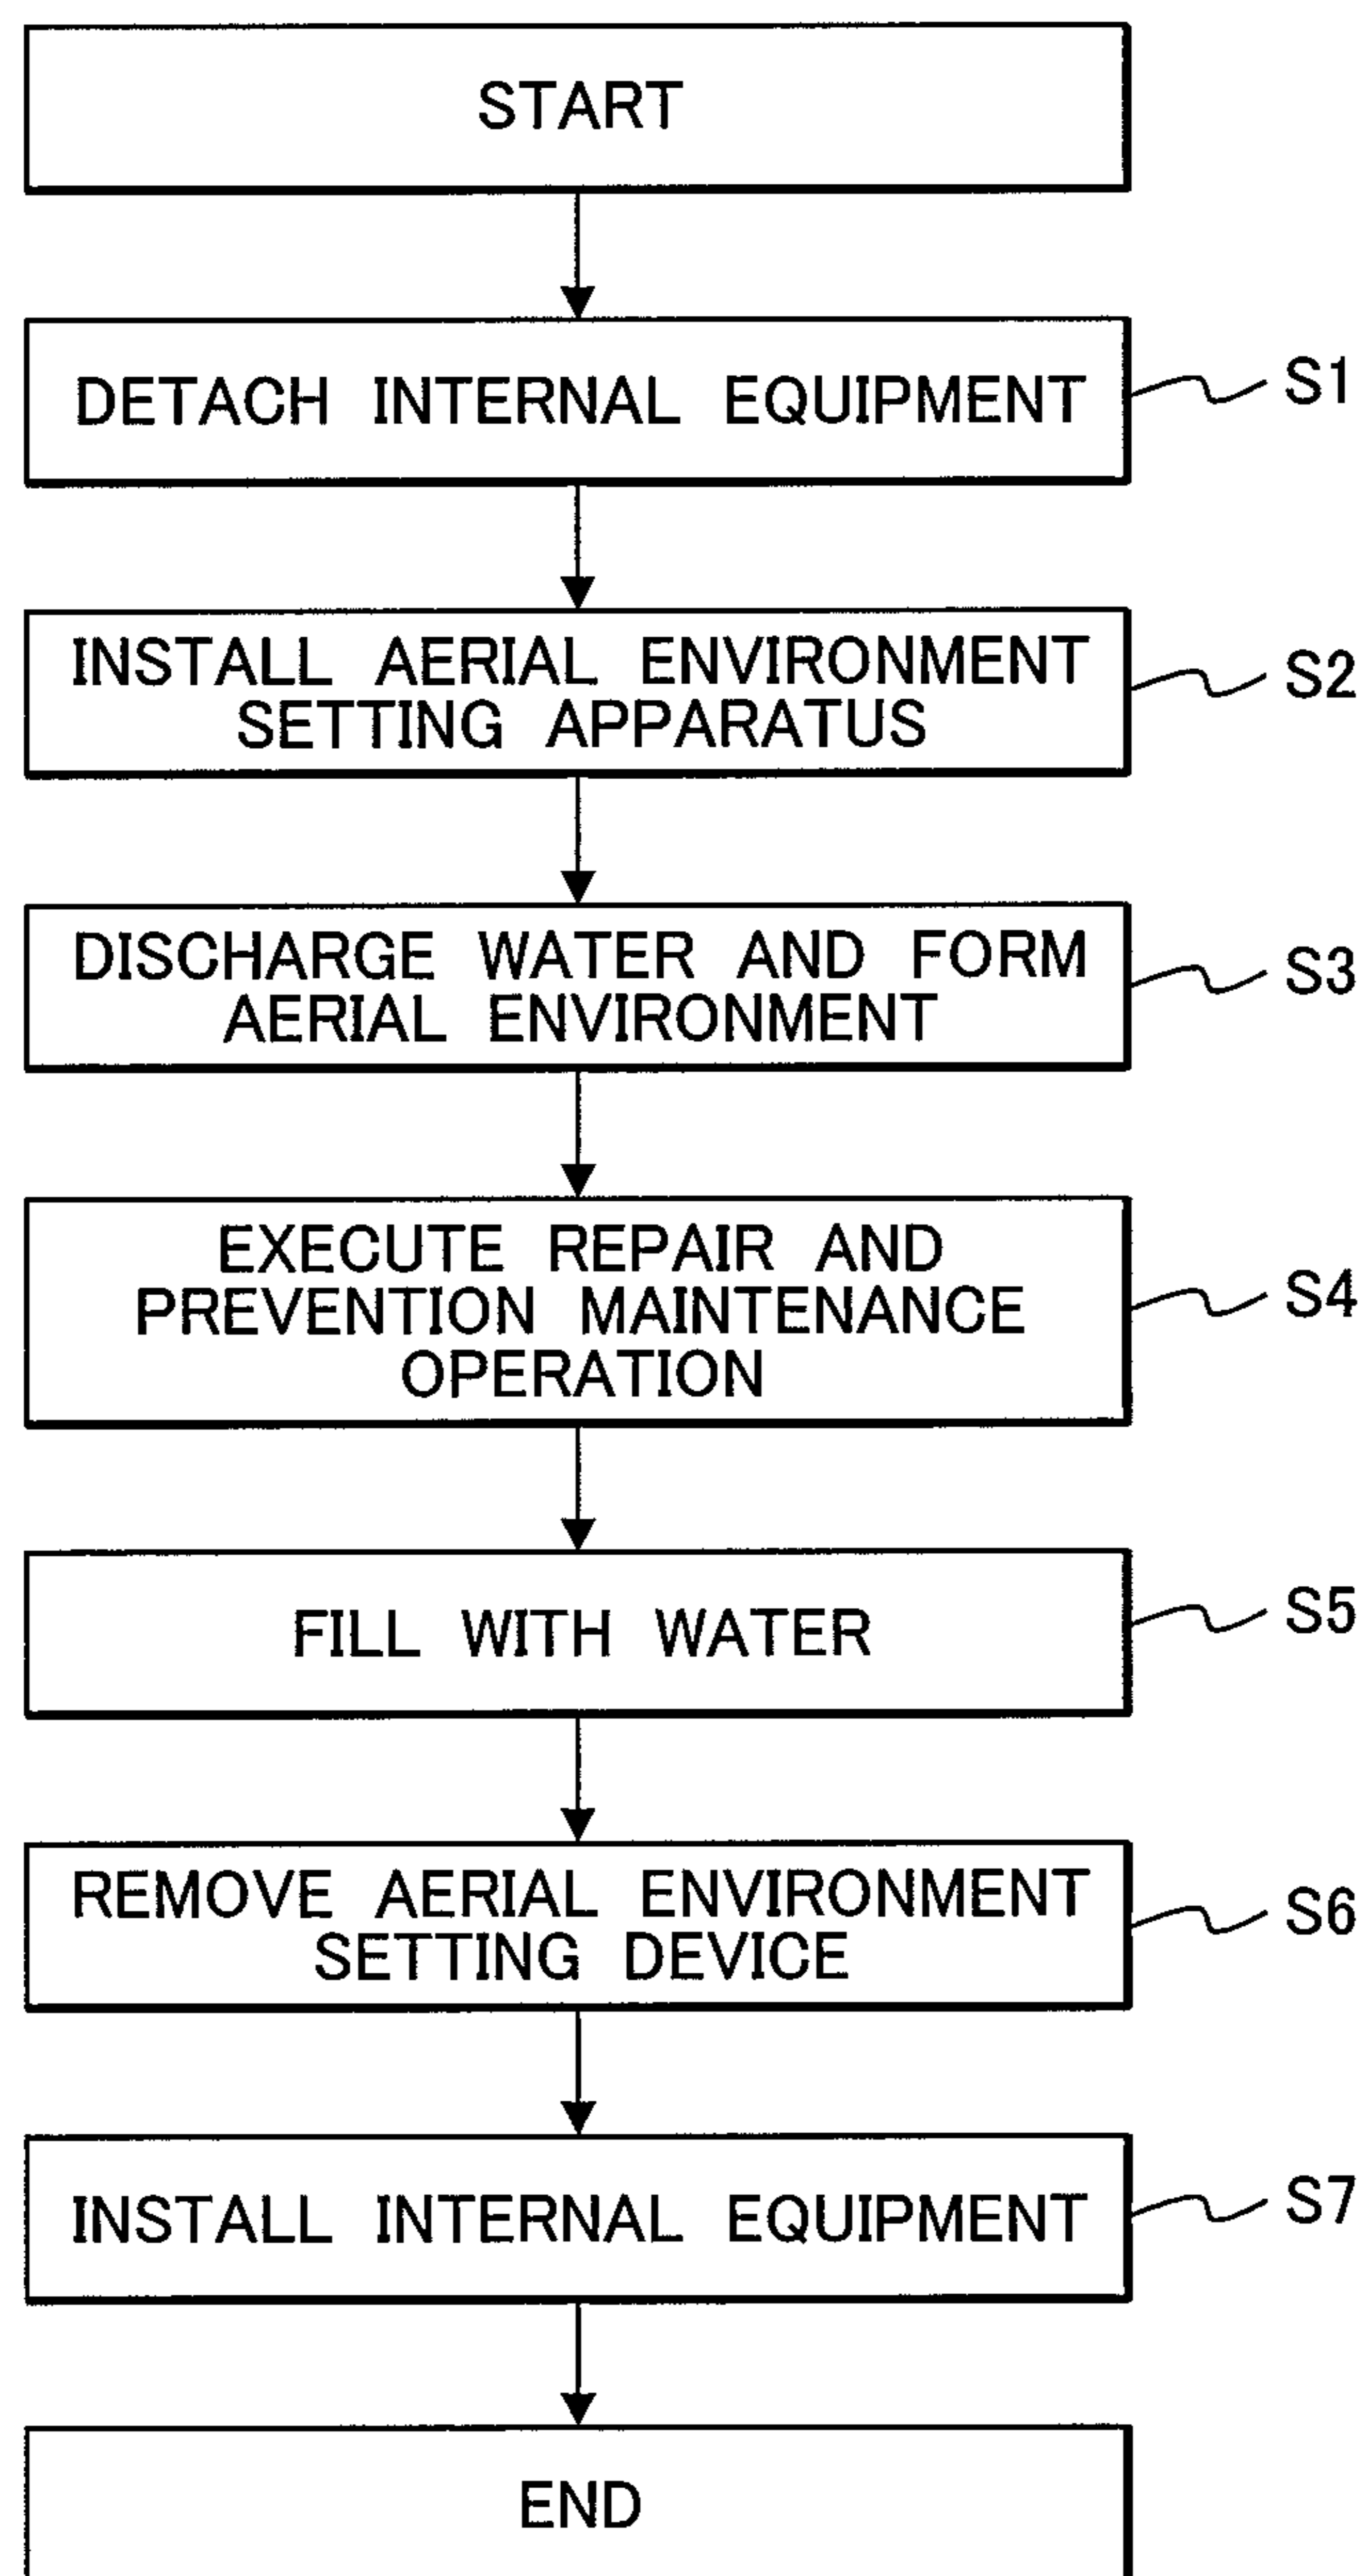 START
DETACH INTERNAL EQUIPMENT
S1
INSTALL AERIAL ENVIRONMENT
SETTING APPARATUS
S2
DISCHARGE WATER AND FORM
AERIAL ENVIRONMENT
S3
EXECUTE REPAIR AND
PREVENTION MAINTENANCE
OPERATION
S4
FILL WITH WATER
S5
REMOVE AERIAL ENVIRONMENT
SETTING DEVICE
S6
INSTALL INTERNAL EQUIPMENT
S7
END